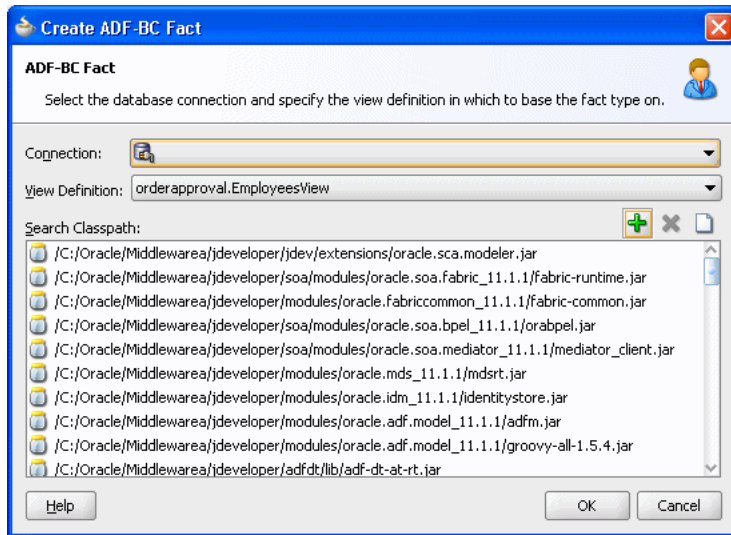 Create ADF-BC Fact
ADF-BC Fact
Select the database connection and specify the view definition in which to base the fact type on.
Connection:
View Definition: orderapproval.EmployeesView
Search Classpath:
/C:/Oracle/Middlewarea/jdeveloper/jdev/extensions/oracle.sca.modeler.jar
/C:/Oracle/Middlewarea/jdeveloper/soa/modules/oracle.soa.fabric_11.1.1/fabric-runtime.jar
/C:/Oracle/Middlewarea/jdeveloper/soa/modules/oracle.fabriccommon_11.1.1/fabric-common.jar
/C:/Oracle/Middlewarea/jdeveloper/soa/modules/oracle.soa.bpel_11.1.1/orabpel.jar
/C:/Oracle/Middlewarea/jdeveloper/soa/modules/oracle.soa.mediator_11.1.1/mediator_client.jar
/C:/Oracle/Middlewarea/jdeveloper/modules/oracle.mds_11.1.1/mdsrt.jar
/C:/Oracle/Middlewarea/jdeveloper/modules/oracle.idm_11.1.1/identitystore.jar
/C:/Oracle/Middlewarea/jdeveloper/modules/oracle.adf.model_11.1.1/adfm.jar
/C:/Oracle/Middlewarea/jdeveloper/modules/oracle.adf.model_11.1.1/groovy-all-1.5.4.jar
/C:/Oracle/Middlewarea/jdeveloper/adfdt/lib/adf-dt-at-rt.jar
Help OK Cancel